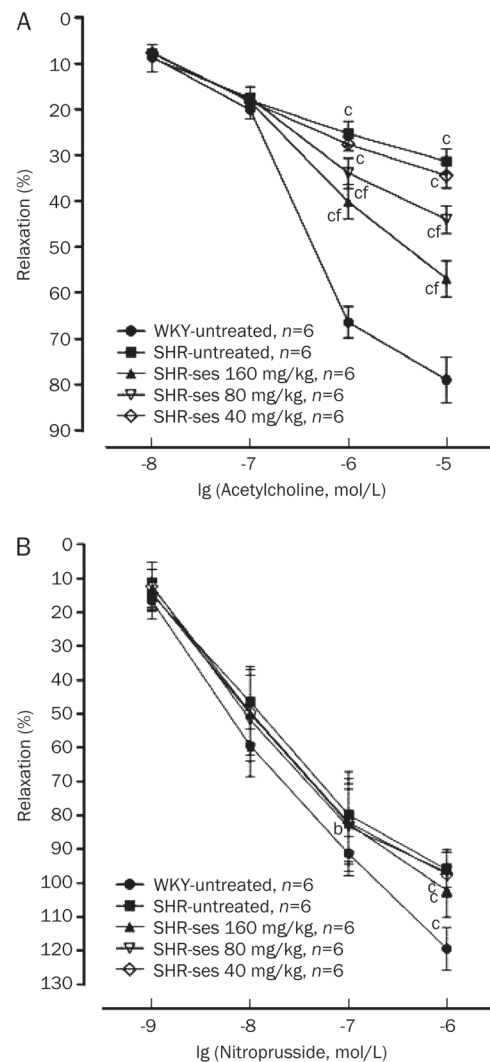 A
0
10
20
30
40
50
60
70
80
90
Relaxation (%)
c
c
c
c
cf
cf
cf
cf
WKY-untreated, n=6
SHR-untreated, n=6
SHR-ses 160 mg/kg, n=6
SHR-ses 80 mg/kg, n=6
SHR-ses 40 mg/kg, n=6
-8 -7 -6 -5
lg (Acetylcholine, mol/L)
B
0
10
20
30
40
50
60
70
80
90
100
110
120
130
Relaxation (%)
b
c
c
c
WKY-untreated, n=6
SHR-untreated, n=6
SHR-ses 160 mg/kg, n=6
SHR-ses 80 mg/kg, n=6
SHR-ses 40 mg/kg, n=6
-9 -8 -7 -6
lg (Nitroprusside, mol/L)